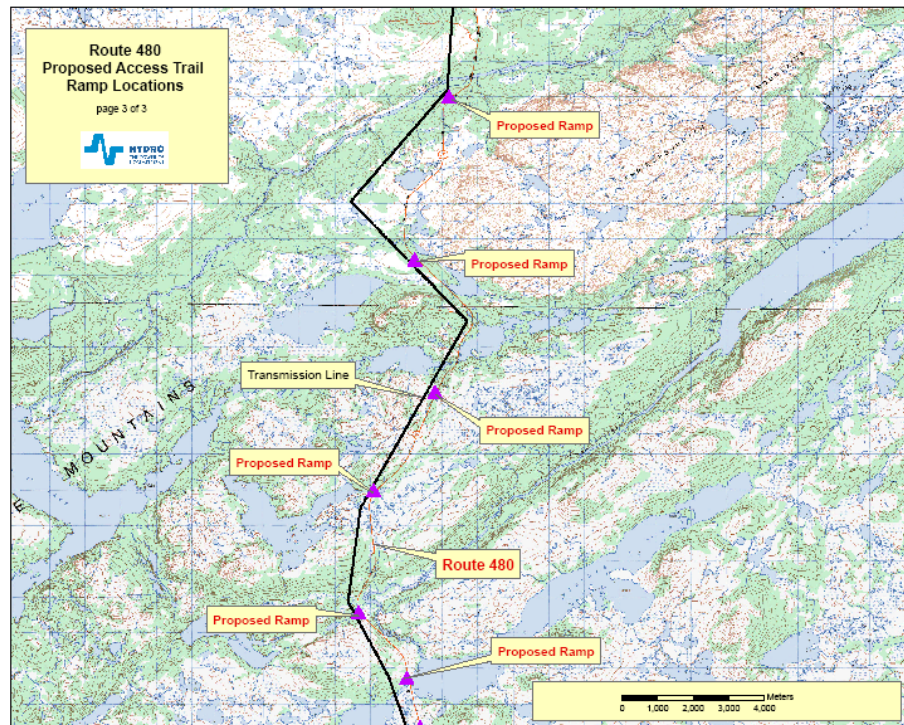 Route 480
Proposed Access Trail
Ramp Locations
page 3 of 3
HYDRO
Proposed Ramp
Proposed Ramp
Transmission Line
Proposed Ramp
Proposed Ramp
E MOUNTAINS
Route 480
Proposed Ramp
Proposed Ramp
Meters
0 1,000 2,000 3,000 4,000